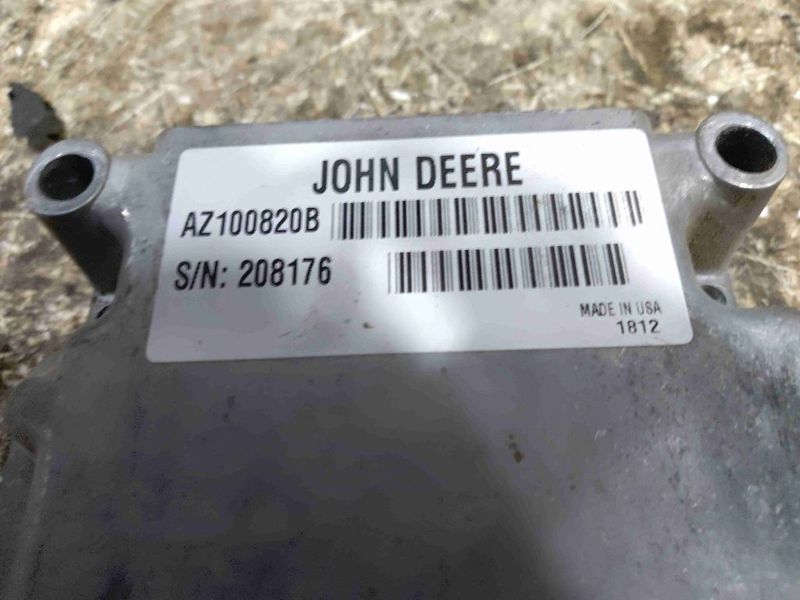 JOHN DEERE
AZ100820B
S/N: 208176
MADE IN USA
1812